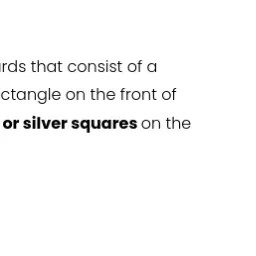 rds that consist of a
ctangle on the front of
or silver squares on the